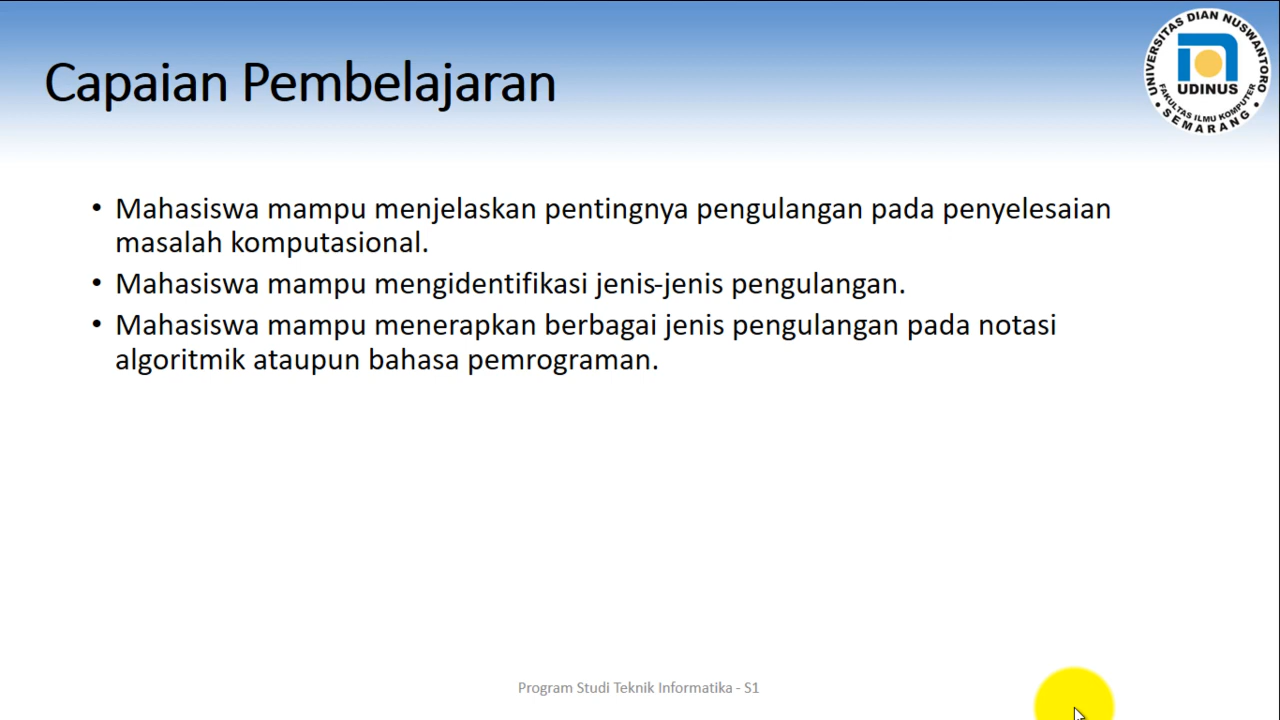 Capaian Pembelajaran
UNIVERSITAS DIAN NUSWANTORO
UDINUS
FAKULTAS ILMU KOMPUTER
• SEMARANG •
• Mahasiswa mampu menjelaskan pentingnya pengulangan pada penyelesaian
masalah komputasional.
• Mahasiswa mampu mengidentifikasi jenis-jenis pengulangan.
• Mahasiswa mampu menerapkan berbagai jenis pengulangan pada notasi
algoritmik ataupun bahasa pemrograman.
Program Studi Teknik Informatika - S1